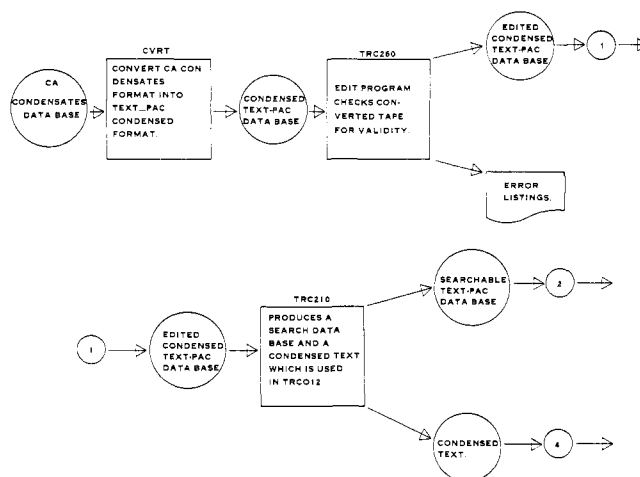 CA
CONDENSATES
DATA BASE
CVRT
CONVERT CA CON
DENSATES
FORMAT INTO
TEXT_PAC
CONDENSED
FORMAT.
CONDENSED
TEXT-PAC
DATA BASE
TRC260
EDIT PROGRAM
CHECKS CON-
VERTED TAPE
FOR VALIDITY.
EDITED
CONDENSED
TEXT-PAC
DATA BASE
1
ERROR
LISTINGS.
1
EDITED
CONDENSED
TEXT-PAC
DATA BASE
TRC210
PRODUCES A
SEARCH DATA
BASE AND A
CONDENSED TEXT
WHICH IS USED
IN TRC012
SEARCHABLE
TEXT-PAC
DATA BASE
2
CONDENSED
TEXT.
4